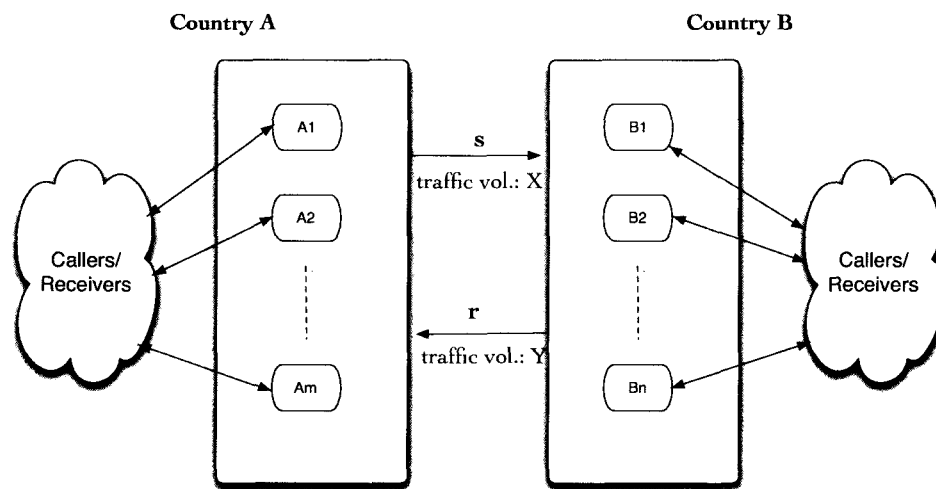 Country A
Country B
A1
B1
s
traffic vol.: X
A2
B2
Callers/
Receivers
Callers/
Receivers
r
traffic vol.: Y
Am
Bn